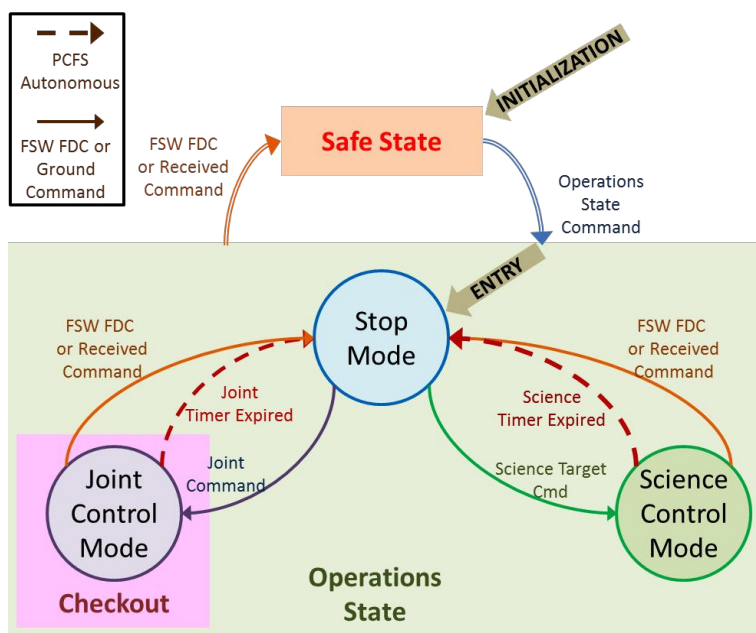 PCFS
Autonomous
FSW FDC or
Ground
Command
INITIALIZATION
Safe State
FSW FDC
or Received
Command
Operations
State
Command
ENTRY
Stop
Mode
FSW FDC
or Received
Command
FSW FDC
or Received
Command
Joint
Timer Expired
Science
Timer Expired
Joint
Command
Science Target
Cmd
Joint
Control
Mode
Science
Control
Mode
Checkout
Operations
State